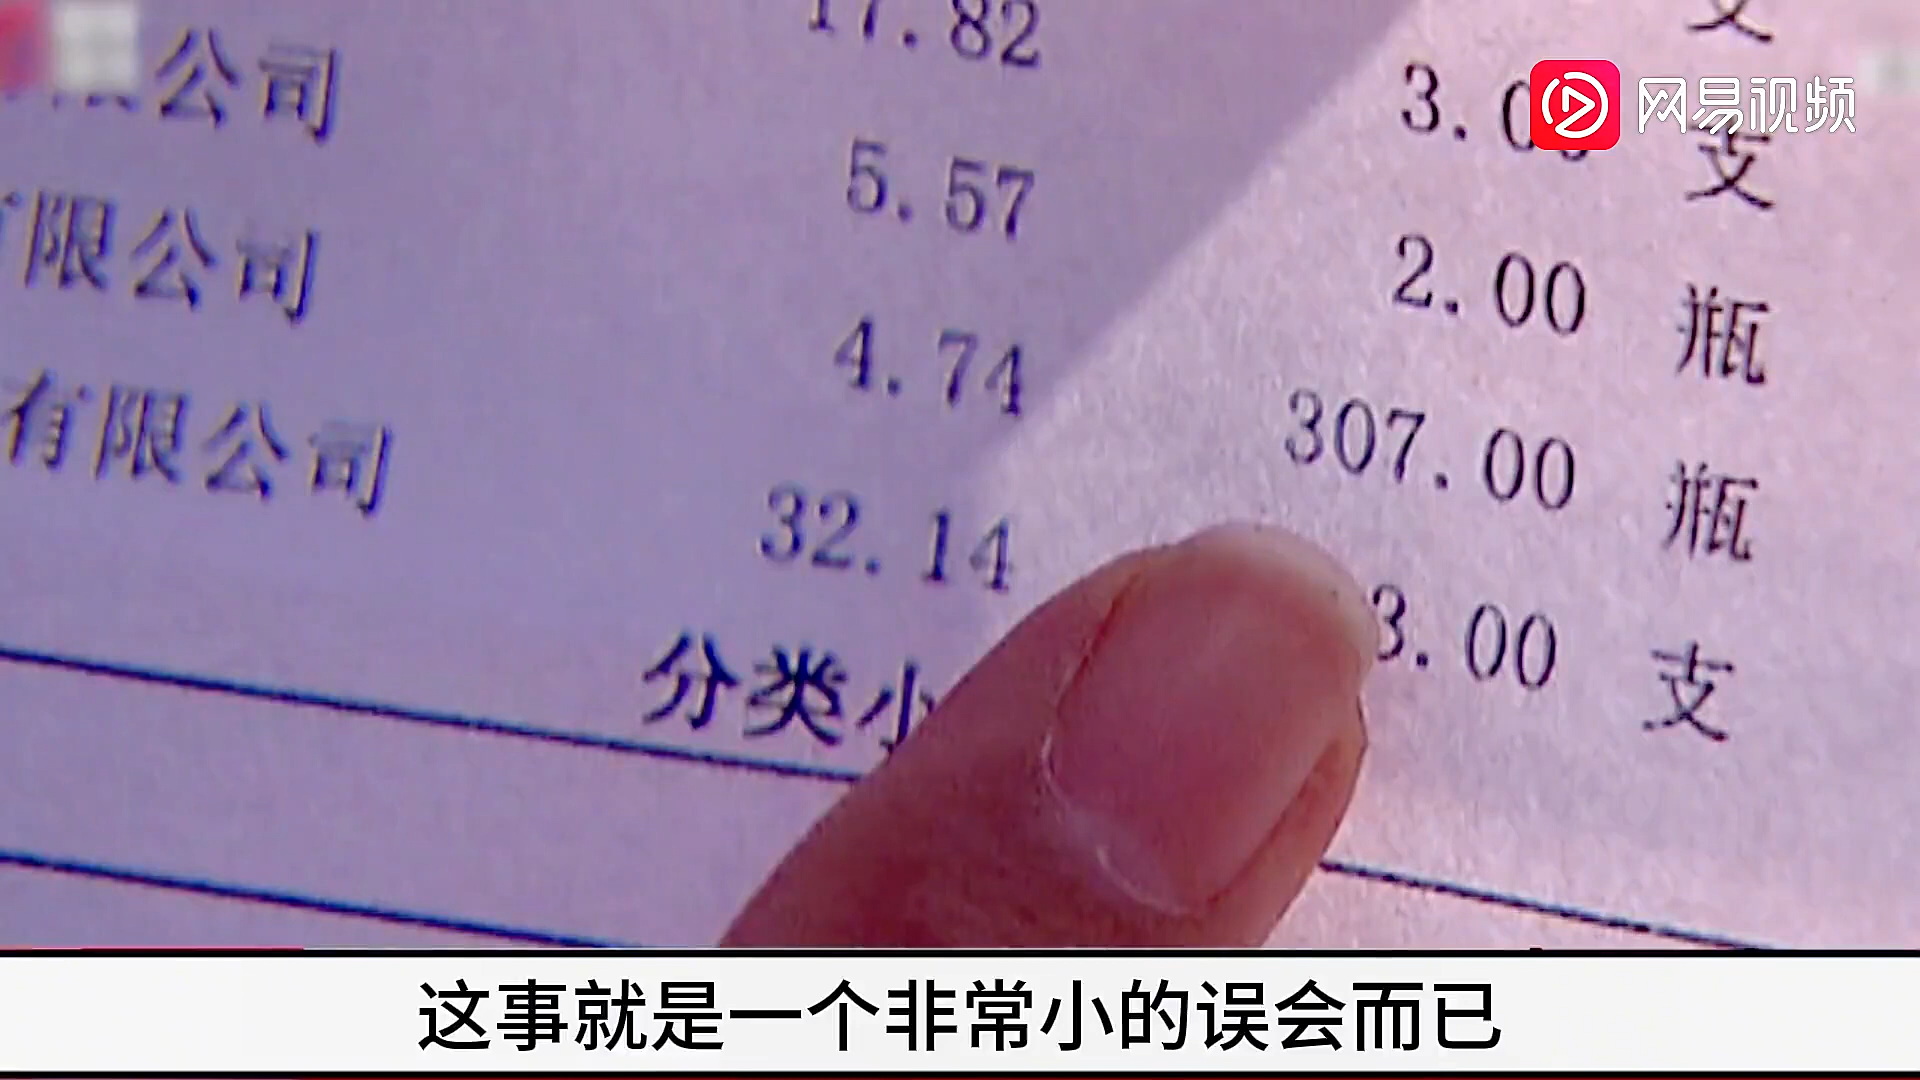 网易视频
17.82 3.00 支
公司 5.57 2.00 瓶
有限公司 4.74 307.00 瓶
有限公司 32.14 3.00 支
分类小
这事就是一个非常小的误会而已